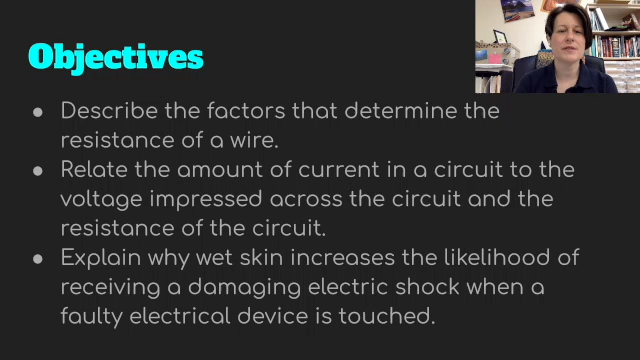 Objectives
● Describe the factors that determine the
resistance of a wire.
● Relate the amount of current in a circuit to the
voltage impressed across the circuit and the
resistance of the circuit.
● Explain why wet skin increases the likelihood of
receiving a damaging electric shock when a
faulty electrical device is touched.